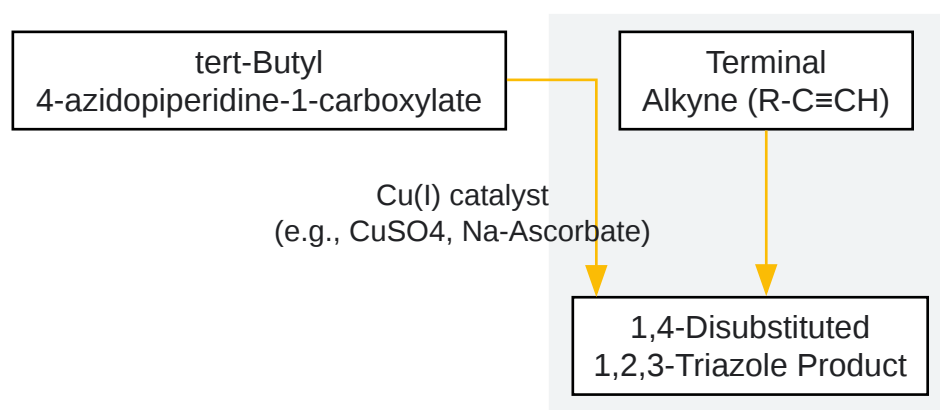 tert-Butyl
4-azidopiperidine-1-carboxylate
Terminal
Alkyne (R-C≡CH)
Cu(I) catalyst
(e.g., CuSO4, Na-Ascorbate)
1,4-Disubstituted
1,2,3-Triazole Product